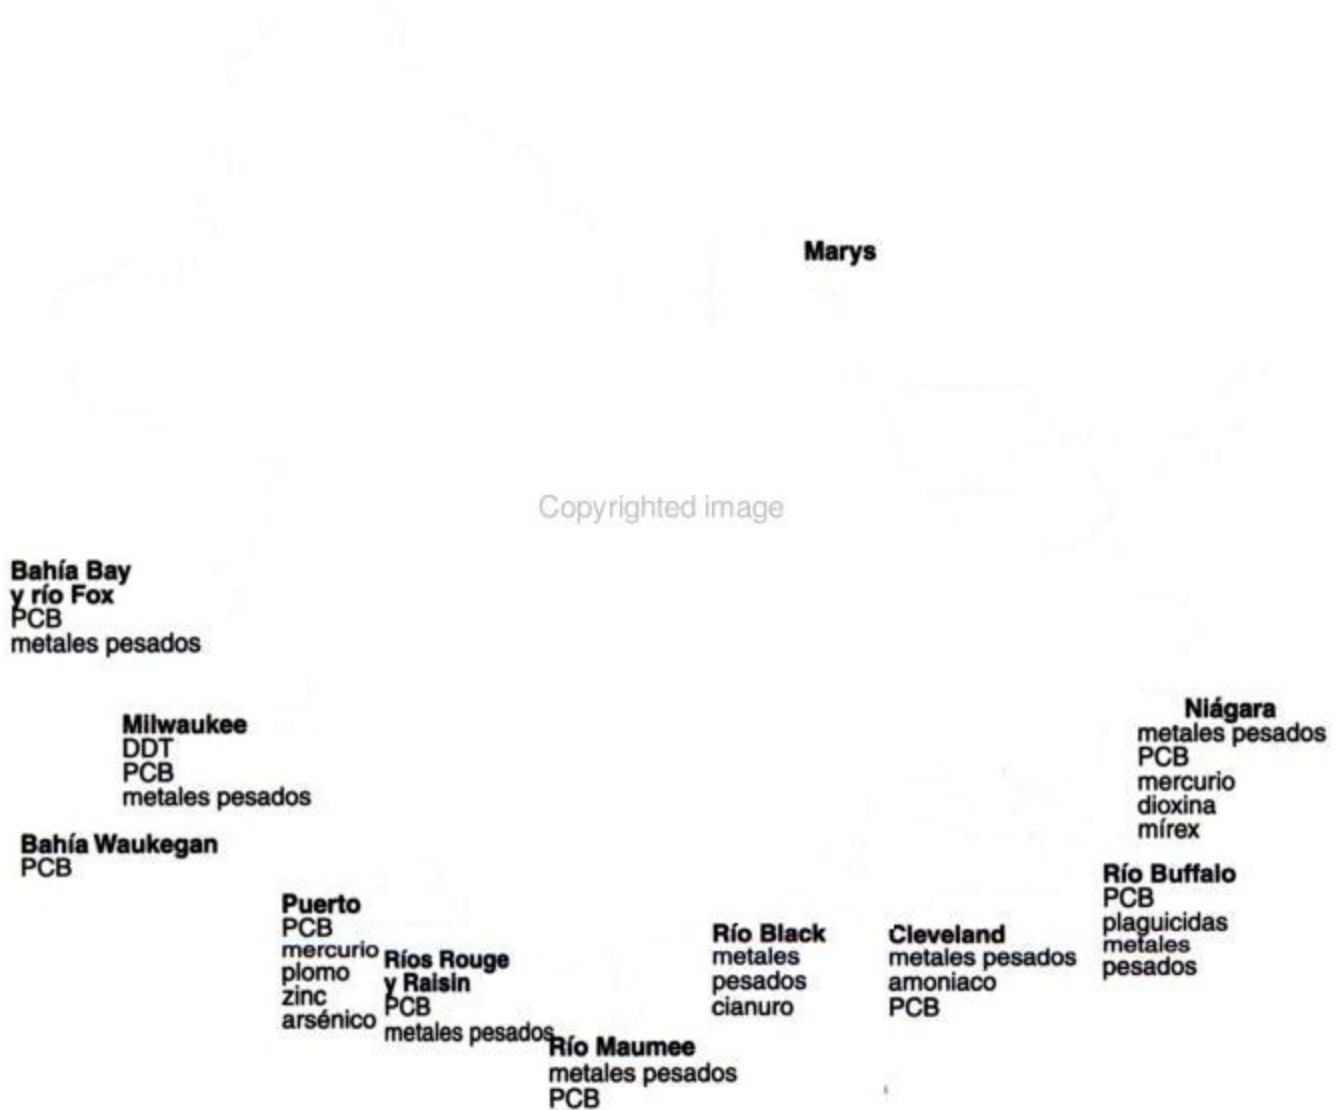 Marys
Copyrighted image
Bahía Bay
y río Fox
PCB
metales pesados
Milwaukee
DDT
PCB
metales pesados
Bahía Waukegan
PCB
Puerto
PCB
mercurio
plomo
zinc
arsénico
Ríos Rouge
y Raisin
PCB
metales pesados
Río Maumee
metales pesados
PCB
Río Black
metales
pesados
cianuro
Cleveland
metales pesados
amoniaco
PCB
Niágara
metales pesados
PCB
mercurio
dioxina
mírex
Río Buffalo
PCB
plaguicidas
metales
pesados